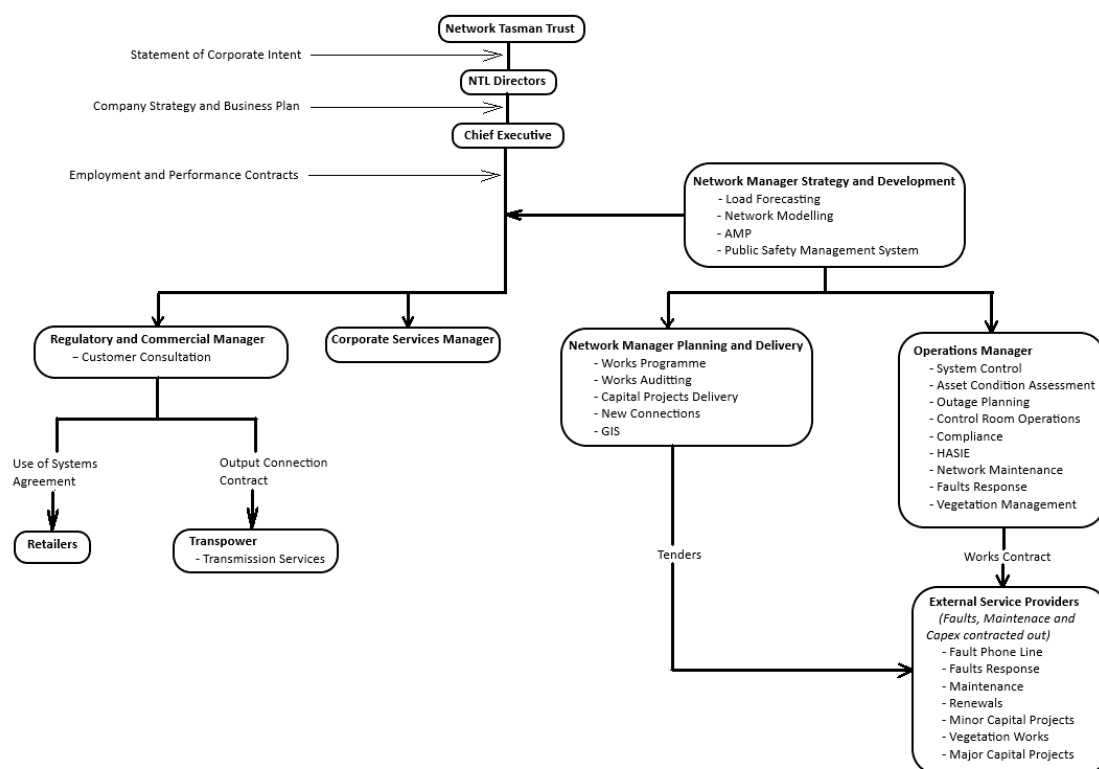 Network Tasman Trust
Statement of Corporate Intent
NTL Directors
Company Strategy and Business Plan
Chief Executive
Employment and Performance Contracts
Network Manager Strategy and Development
- Load Forecasting
- Network Modelling
- AMP
- Public Safety Management System
Regulatory and Commercial Manager
– Customer Consultation
Corporate Services Manager
Network Manager Planning and Delivery
- Works Programme
- Works Auditting
- Capital Projects Delivery
- New Connections
- GIS
Operations Manager
- System Control
- Asset Condition Assessment
- Outage Planning
- Control Room Operations
- Compliance
- HASIE
- Network Maintenance
- Faults Response
- Vegetation Management
Use of Systems
Agreement
Output Connection
Contract
Retailers
Transpower
- Transmission Services
Tenders
Works Contract
External Service Providers
(Faults, Maintenace and
Capex contracted out)
- Fault Phone Line
- Faults Response
- Maintenance
- Renewals
- Minor Capital Projects
- Vegetation Works
- Major Capital Projects